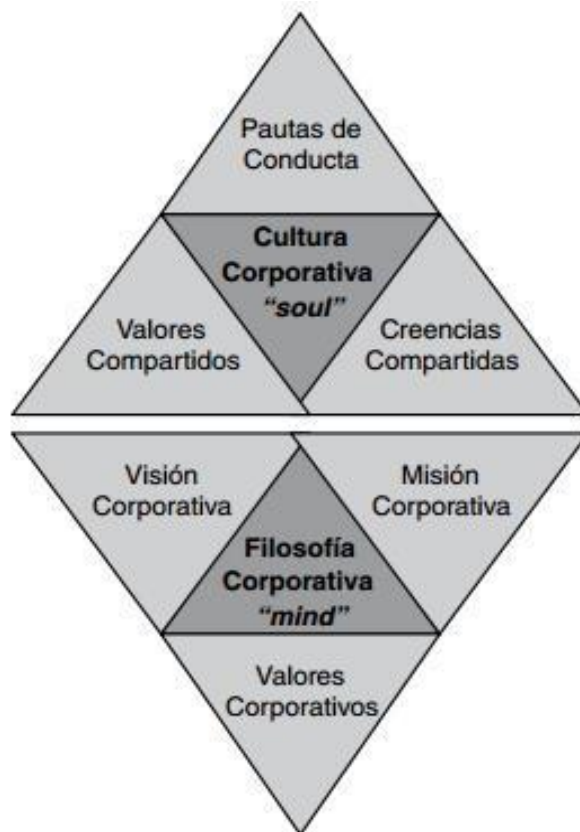 Pautas de
Conducta
Cultura
Corporativa
“soul”
Valores
Compartidos
Creencias
Compartidas
Visión
Corporativa
Misión
Corporativa
Filosofía
Corporativa
“mind”
Valores
Corporativos